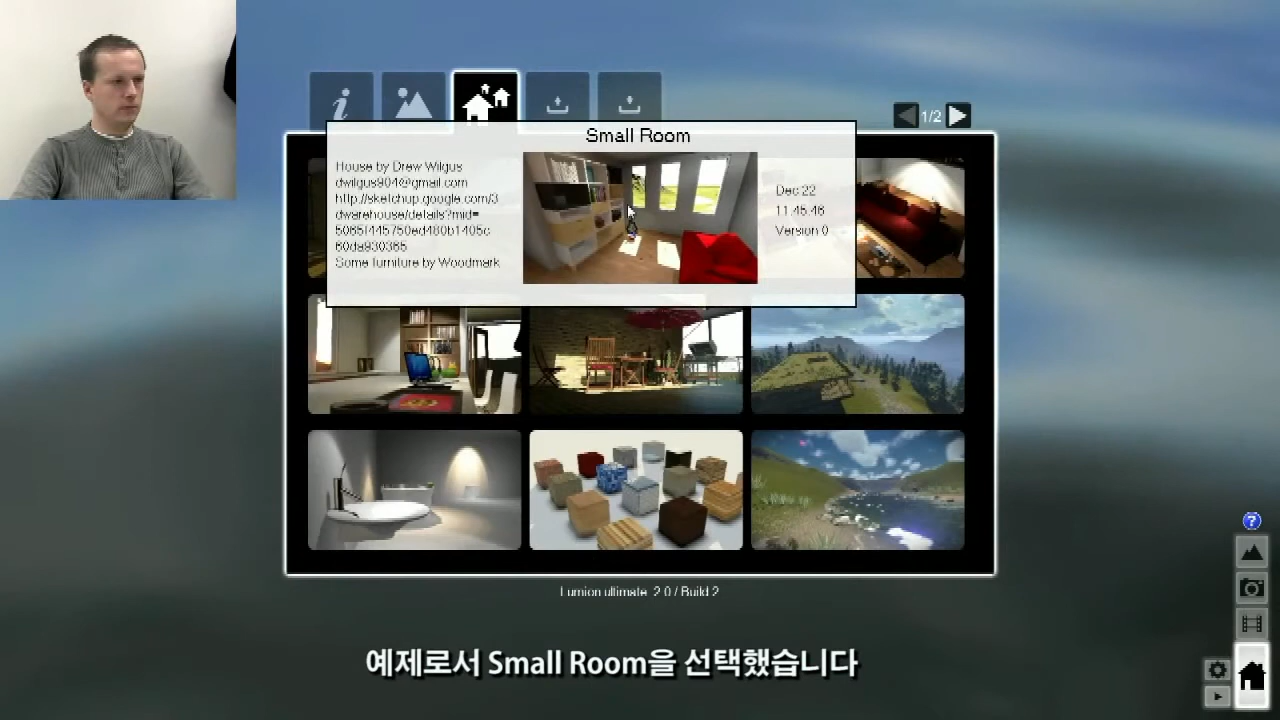 1/2
Small Room
House by Drew Wilgus
dwilgus904@gmail.com
http://sketchup.google.com/3
dwarehouse/details?mid=
5065f445750ed480b1405c
60da930365
Some furniture by Woodmark
Dec 22
11.45.46
Version 0
Lumion ultimate 2.0 / Build 2
예제로서 Small Room을 선택했습니다